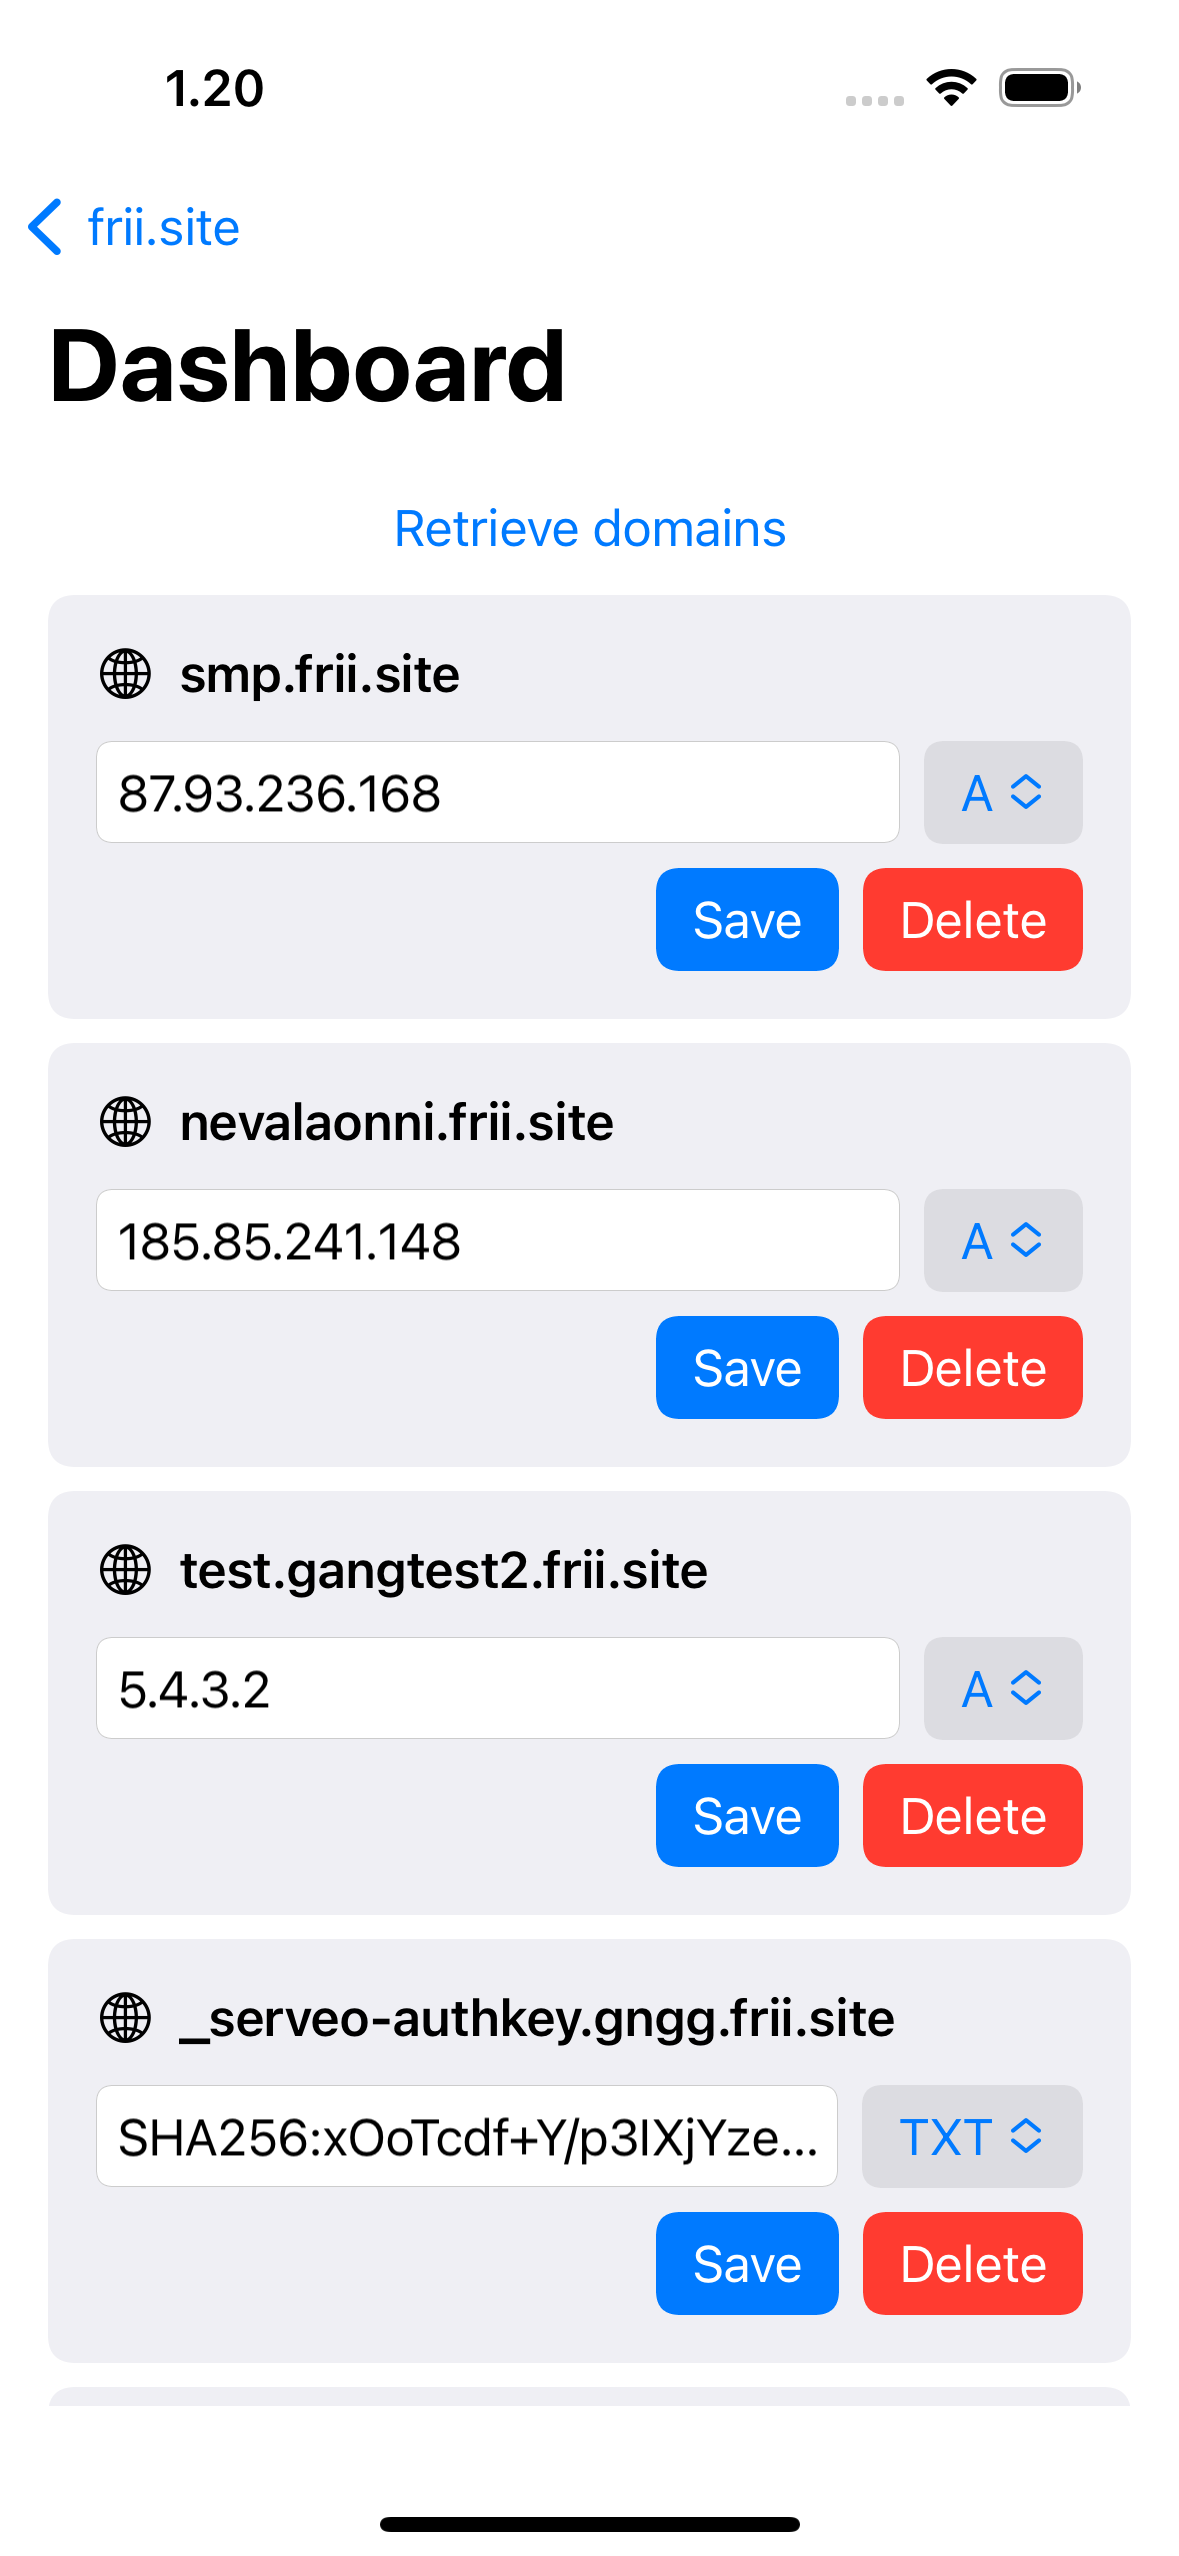 1.20
frii.site
Dashboard
Retrieve domains
smp.frii.site
87.93.236.168
A
Save Delete
nevalaonni.frii.site
185.85.241.148
A
Save Delete
test.gangtest2.frii.site
5.4.3.2
A
Save Delete
_serveo-authkey.gngg.frii.site
SHA256:xOoTcdf+Y/p3IXjYze...
TXT
Save Delete